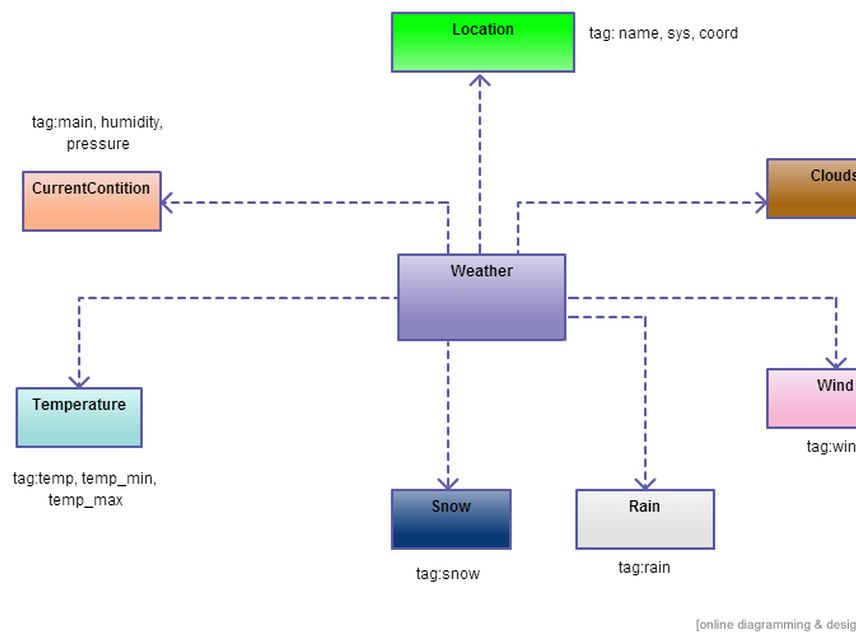 Location
tag: name, sys, coord
tag:main, humidity,
pressure
CurrentContition
Clouds
Weather
Temperature
Wind
tag:win
tag:temp, temp_min,
temp_max
Snow
Rain
tag:snow
tag:rain
[online diagramming & desig